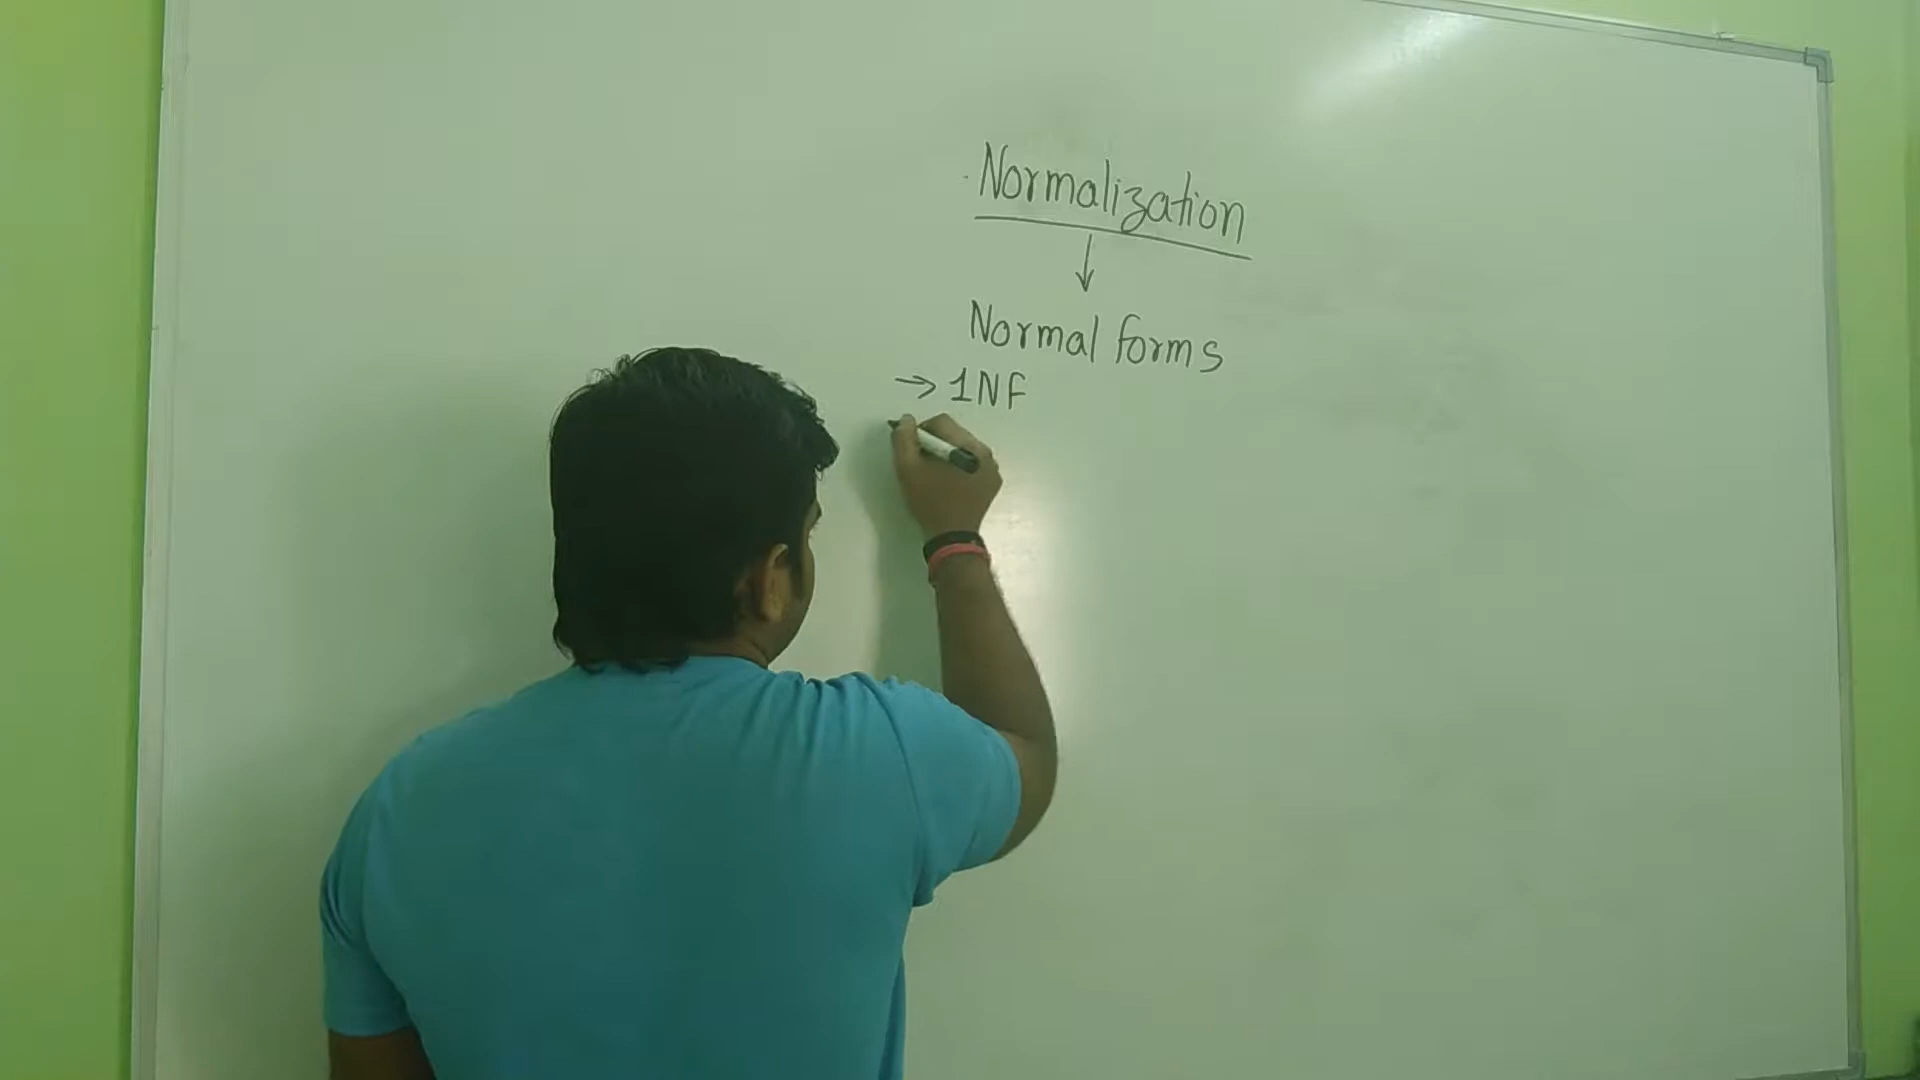 Normalization
↓
Normal forms
→ 1NF